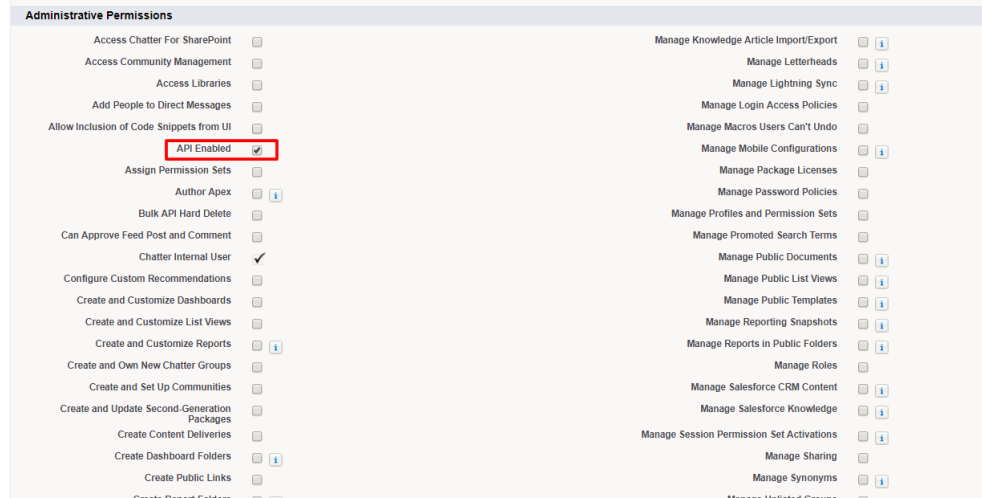 Administrative Permissions
Access Chatter For SharePoint
Access Community Management
Access Libraries
Add People to Direct Messages
Allow Inclusion of Code Snippets from UI
API Enabled
Assign Permission Sets
Author Apex
Bulk API Hard Delete
Can Approve Feed Post and Comment
Chatter Internal User
Configure Custom Recommendations
Create and Customize Dashboards
Create and Customize List Views
Create and Customize Reports
Create and Own New Chatter Groups
Create and Set Up Communities
Create and Update Second-Generation
Packages
Create Content Deliveries
Create Dashboard Folders
Create Public Links
Create Report Folders
Manage Knowledge Article Import/Export
Manage Letterheads
Manage Lightning Sync
Manage Login Access Policies
Manage Macros Users Can't Undo
Manage Mobile Configurations
Manage Package Licenses
Manage Password Policies
Manage Profiles and Permission Sets
Manage Promoted Search Terms
Manage Public Documents
Manage Public List Views
Manage Public Templates
Manage Reporting Snapshots
Manage Reports in Public Folders
Manage Roles
Manage Salesforce CRM Content
Manage Salesforce Knowledge
Manage Session Permission Set Activations
Manage Sharing
Manage Synonyms
Manage Unlisted Groups